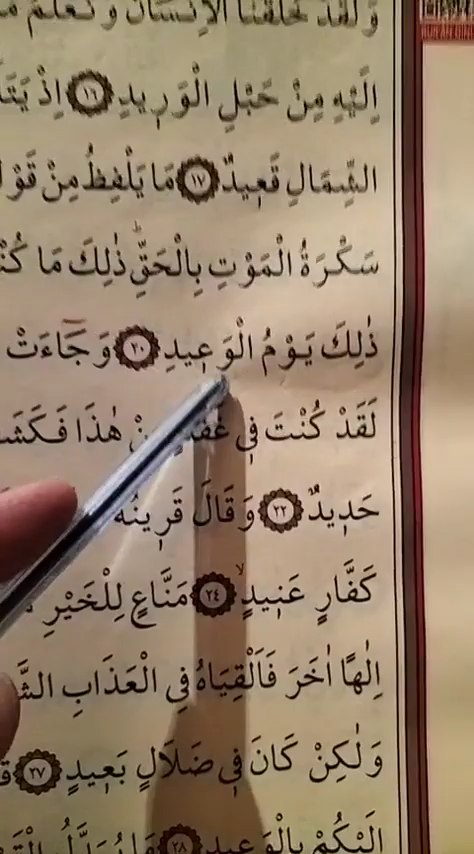 وَلَقَدْ خَلَقْنَا الْاِنْسَانَ وَنَعْلَمُ
اِلَيْهِ مِنْ حَبْلِ الْوَر۪يدِ ﴿١٦﴾ اِذْ
الشِّمَالِ قَع۪يدٌ ﴿١٧﴾ مَا يَلْفِظُ مِنْ
سَكْرَةُ الْمَوْتِ بِالْحَقِّۜ ذٰلِكَ مَا
ذٰلِكَ يَوْمُ الْوَع۪يدِ ﴿٢٠﴾ وَجَٓاءَتْ
لَقَدْ كُنْتَ ف۪ي هٰذَا
حَد۪يدٌ ﴿٢٢﴾ وَقَالَ قَر۪ينُهُ
كَفَّارٍ عَن۪يدٍۙ ﴿٢٤﴾ مَنَّاعٍ لِلْخَيْرِ
اِلٰهًا اٰخَرَ فَاَلْقِيَاهُ فِي الْعَذَابِ
وَلٰكِنْ كَانَ ف۪ي ضَلَالٍ بَع۪يدٍ ﴿٢٧﴾
اِلَيْكُمْ بِالْوَع۪يدِ ﴿٢٨﴾ مَا يُبَدَّلُ